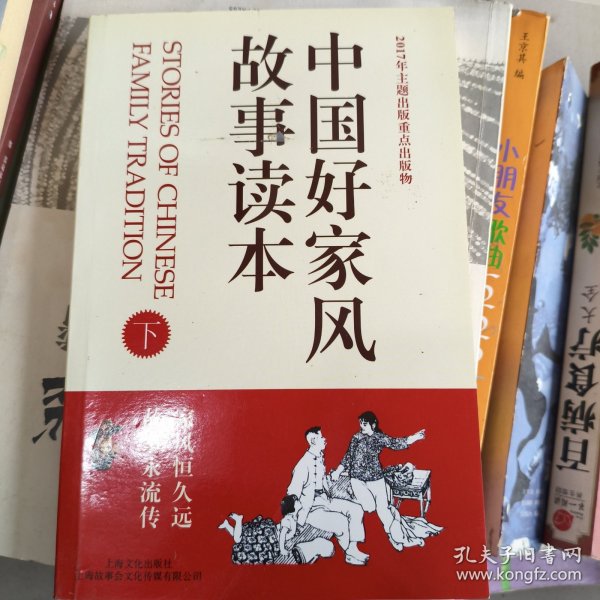 2017年主题出版重点出版物
中国好家风
故事读本
STORIES OF CHINESE
FAMILY TRADITION
下
风恒久远
永流传
上海文化出版社
上海故事会文化传媒有限公司
王京其 编
小朋友歌曲
百病食疗
大全
孔夫子旧书网
www.kongfz.com